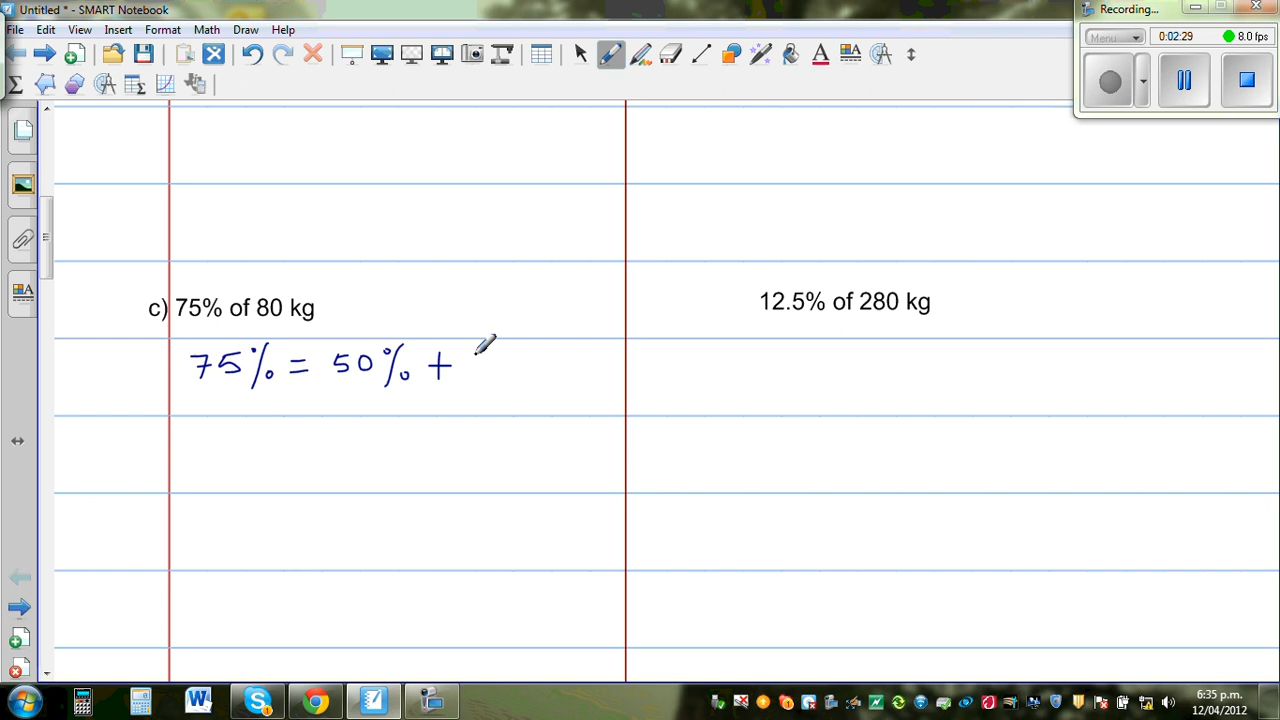 Untitled * - SMART Notebook
Recording...
File Edit View Insert Format Math Draw Help
Menu
0:02:29
8.0 fps
c) 75% of 80 kg
12.5% of 280 kg
75% = 50% +
6:35 p.m.
12/04/2012